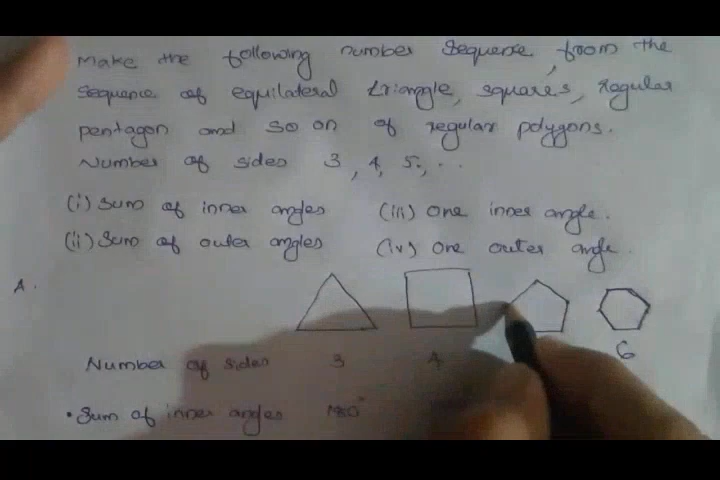 Make the following number sequence, from the
sequence of equilateral triangle, squares, regular
pentagon and so on of regular polygons.
Number of sides 3, 4, 5, ...
(i) Sum of inner angles (iii) One inner angle.
(ii) Sum of outer angles (iv) One outer angle.
A.
Number of sides 3 4 6
• Sum of inner angles 180°